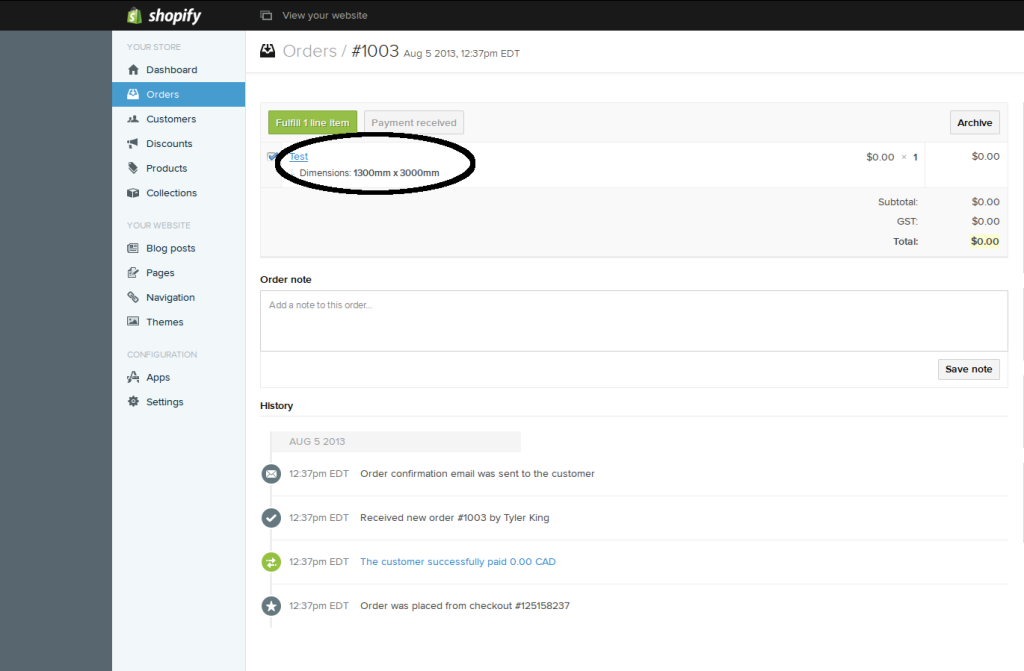 shopify
View your website
YOUR STORE
Dashboard
Orders
Customers
Discounts
Products
Collections
YOUR WEBSITE
Blog posts
Pages
Navigation
Themes
CONFIGURATION
Apps
Settings
Orders / #1003 Aug 5 2013, 12:37pm EDT
Fulfill 1 line item Payment received Archive
Test $0.00 × 1 $0.00
Dimensions: 1300mm x 3000mm
Subtotal: $0.00
GST: $0.00
Total: $0.00
Order note
Add a note to this order...
Save note
History
AUG 5 2013
12:37pm EDT Order confirmation email was sent to the customer
12:37pm EDT Received new order #1003 by Tyler King
12:37pm EDT The customer successfully paid 0.00 CAD
12:37pm EDT Order was placed from checkout #125158237